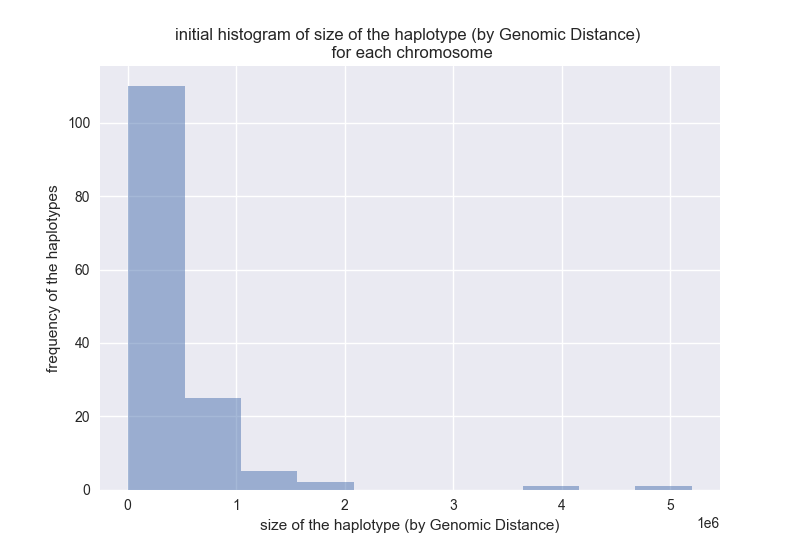 initial histogram of size of the haplotype (by Genomic Distance)
for each chromosome
frequency of the haplotypes
100
80
60
40
20
0
0 1 2 3 4 5
1e6
size of the haplotype (by Genomic Distance)